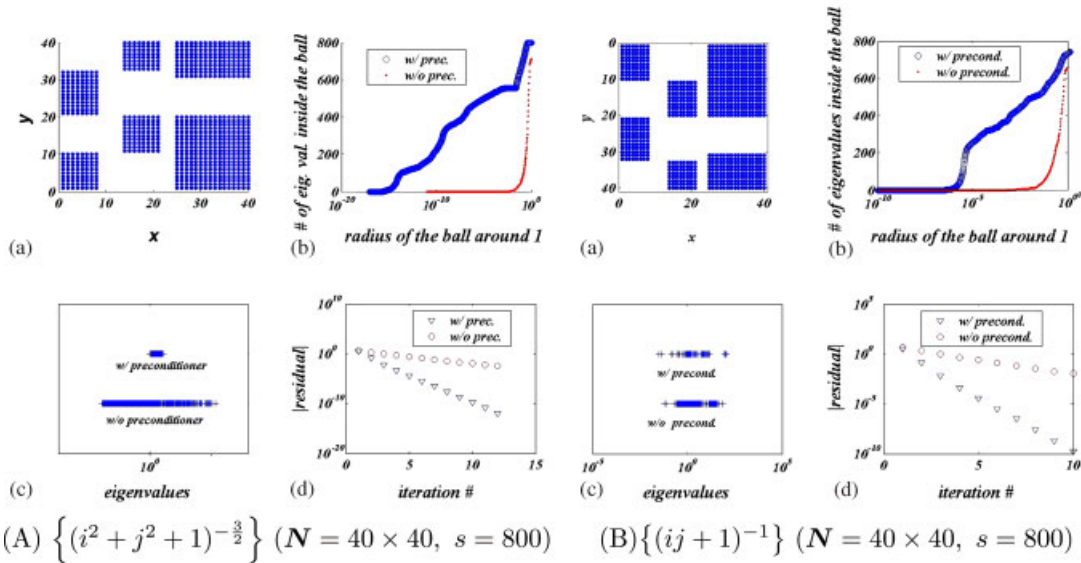 y
40
30
20
10
0
0 10 20 30 40
x
(a)
# of eig. val. inside the ball
800
600
400
200
0
w/ prec.
w/o prec.
10^-20 10^-10 10^0
radius of the ball around 1
(b)
y
0
10
20
30
40
0 10 20 30 40
x
(a)
# of eigenvalues inside the ball
800
600
400
200
0
w/ precond.
w/o precond.
10^-10 10^-5 10^0
radius of the ball around 1
(b)
w/ preconditioner
w/o preconditioner
10^0
eigenvalues
(c)
|residual|
10^10
10^0
10^-10
10^-20
w/ prec.
w/o prec.
0 5 10 15
iteration #
(d)
w/ precond.
w/o precond.
10^-5 10^0 10^5
eigenvalues
(c)
|residual|
10^5
10^0
10^-5
10^-10
w/ precond.
w/o precond.
0 5 10
iteration #
(d)
(A) {(i^2 + j^2 + 1)^-3/2} (N = 40 × 40, s = 800)
(B){(ij + 1)^-1} (N = 40 × 40, s = 800)